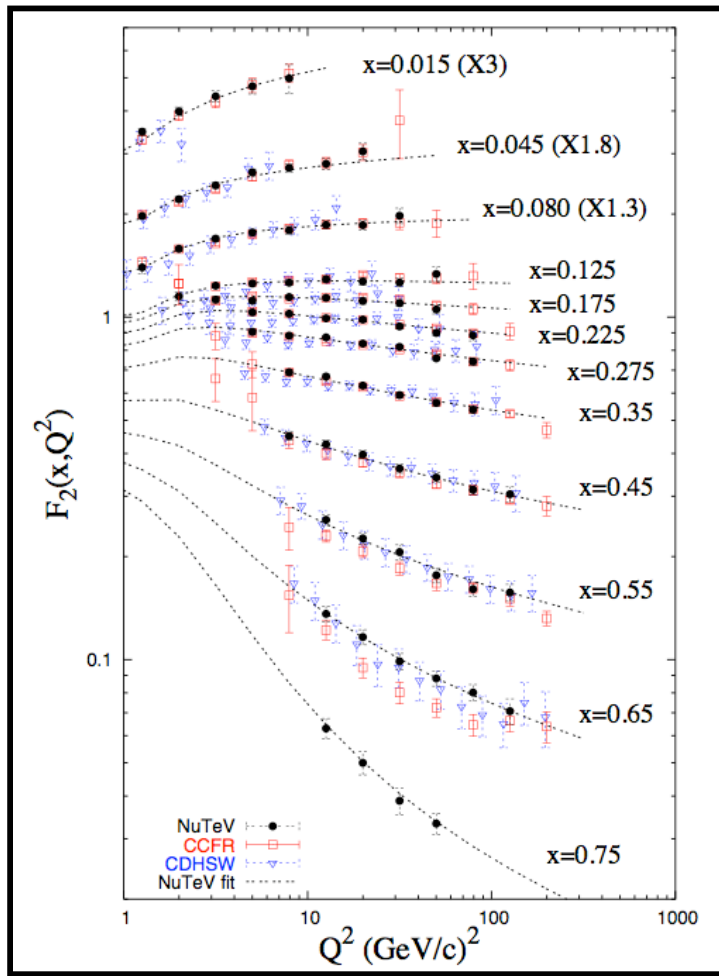 x=0.015 (X3)
x=0.045 (X1.8)
x=0.080 (X1.3)
x=0.125
x=0.175
x=0.225
x=0.275
x=0.35
x=0.45
x=0.55
x=0.65
x=0.75
1
0.1
F2(x,Q²)
NuTeV
CCFR
CDHSW
NuTeV fit
1
10
100
1000
Q² (GeV/c)²